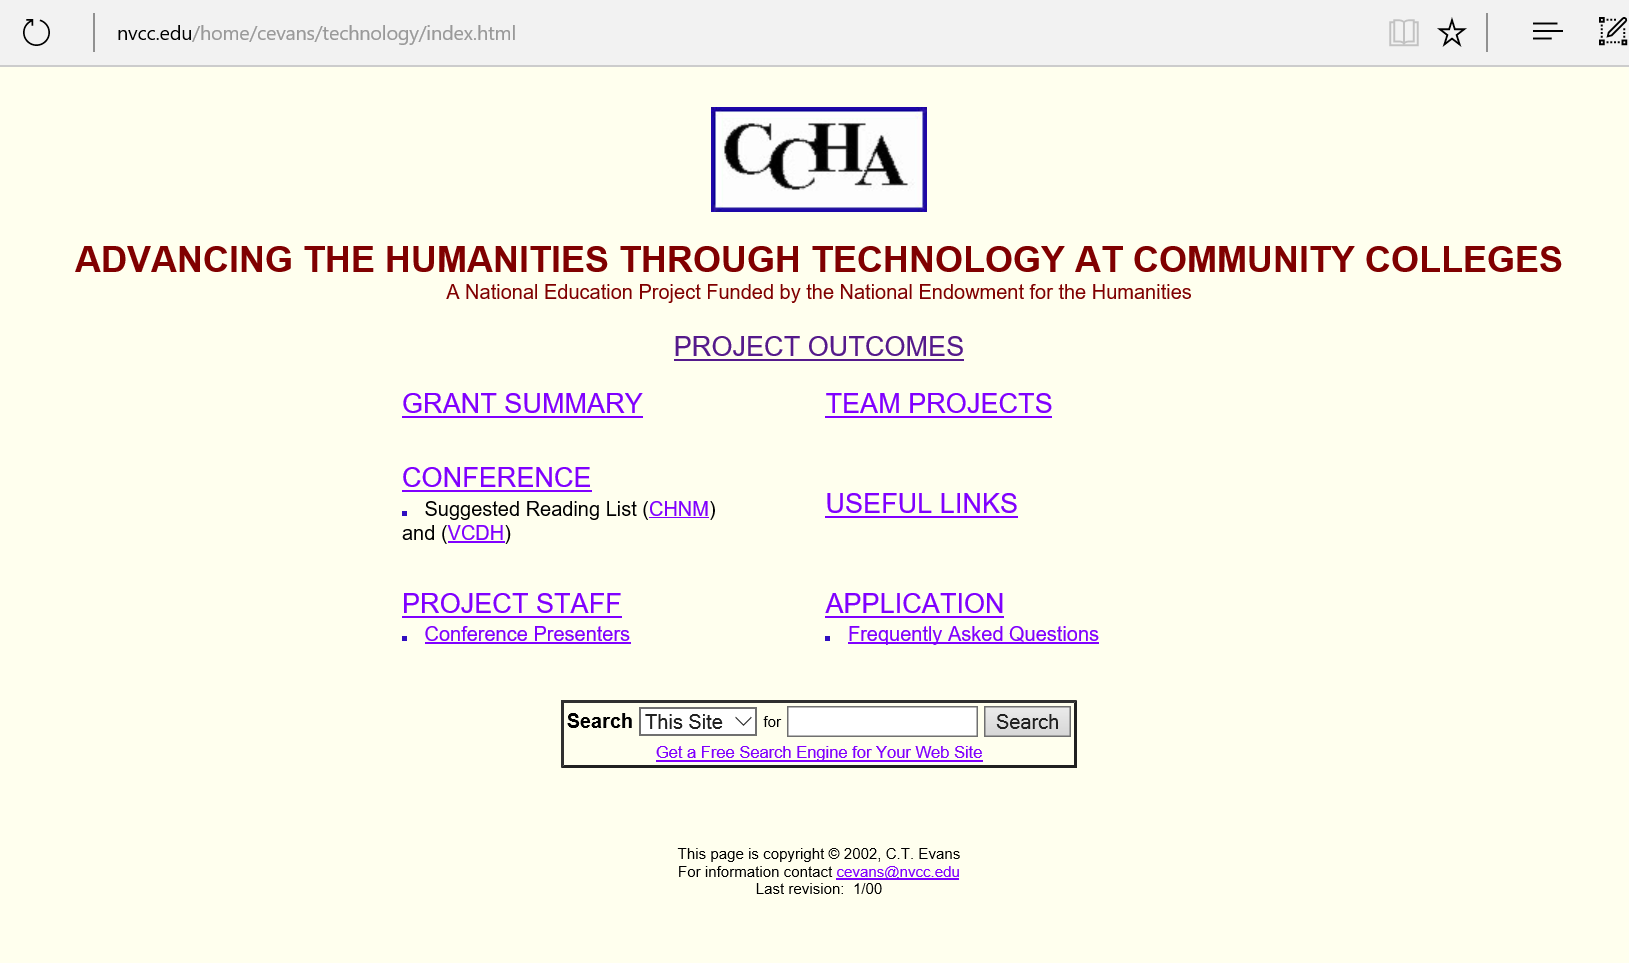 nvcc.edu/home/cevans/technology/index.html
CCHA
ADVANCING THE HUMANITIES THROUGH TECHNOLOGY AT COMMUNITY COLLEGES
A National Education Project Funded by the National Endowment for the Humanities
PROJECT OUTCOMES
GRANT SUMMARY
TEAM PROJECTS
CONFERENCE
Suggested Reading List (CHNM)
and (VCDH)
USEFUL LINKS
PROJECT STAFF
Conference Presenters
APPLICATION
Frequently Asked Questions
Search This Site for Search
Get a Free Search Engine for Your Web Site
This page is copyright © 2002, C.T. Evans
For information contact cevans@nvcc.edu
Last revision: 1/00